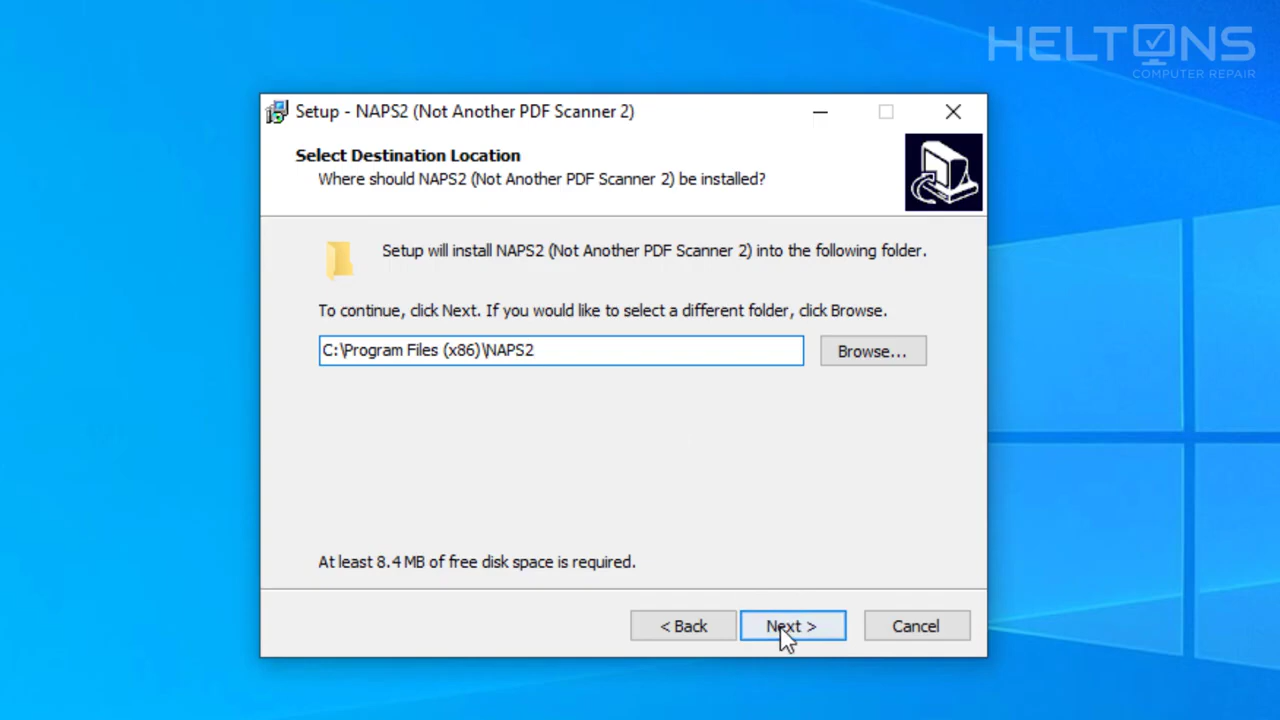 HELTONS
COMPUTER REPAIR
Setup - NAPS2 (Not Another PDF Scanner 2)
Select Destination Location
Where should NAPS2 (Not Another PDF Scanner 2) be installed?
Setup will install NAPS2 (Not Another PDF Scanner 2) into the following folder.
To continue, click Next. If you would like to select a different folder, click Browse.
C:\Program Files (x86)\NAPS2
Browse...
At least 8.4 MB of free disk space is required.
< Back
Next >
Cancel